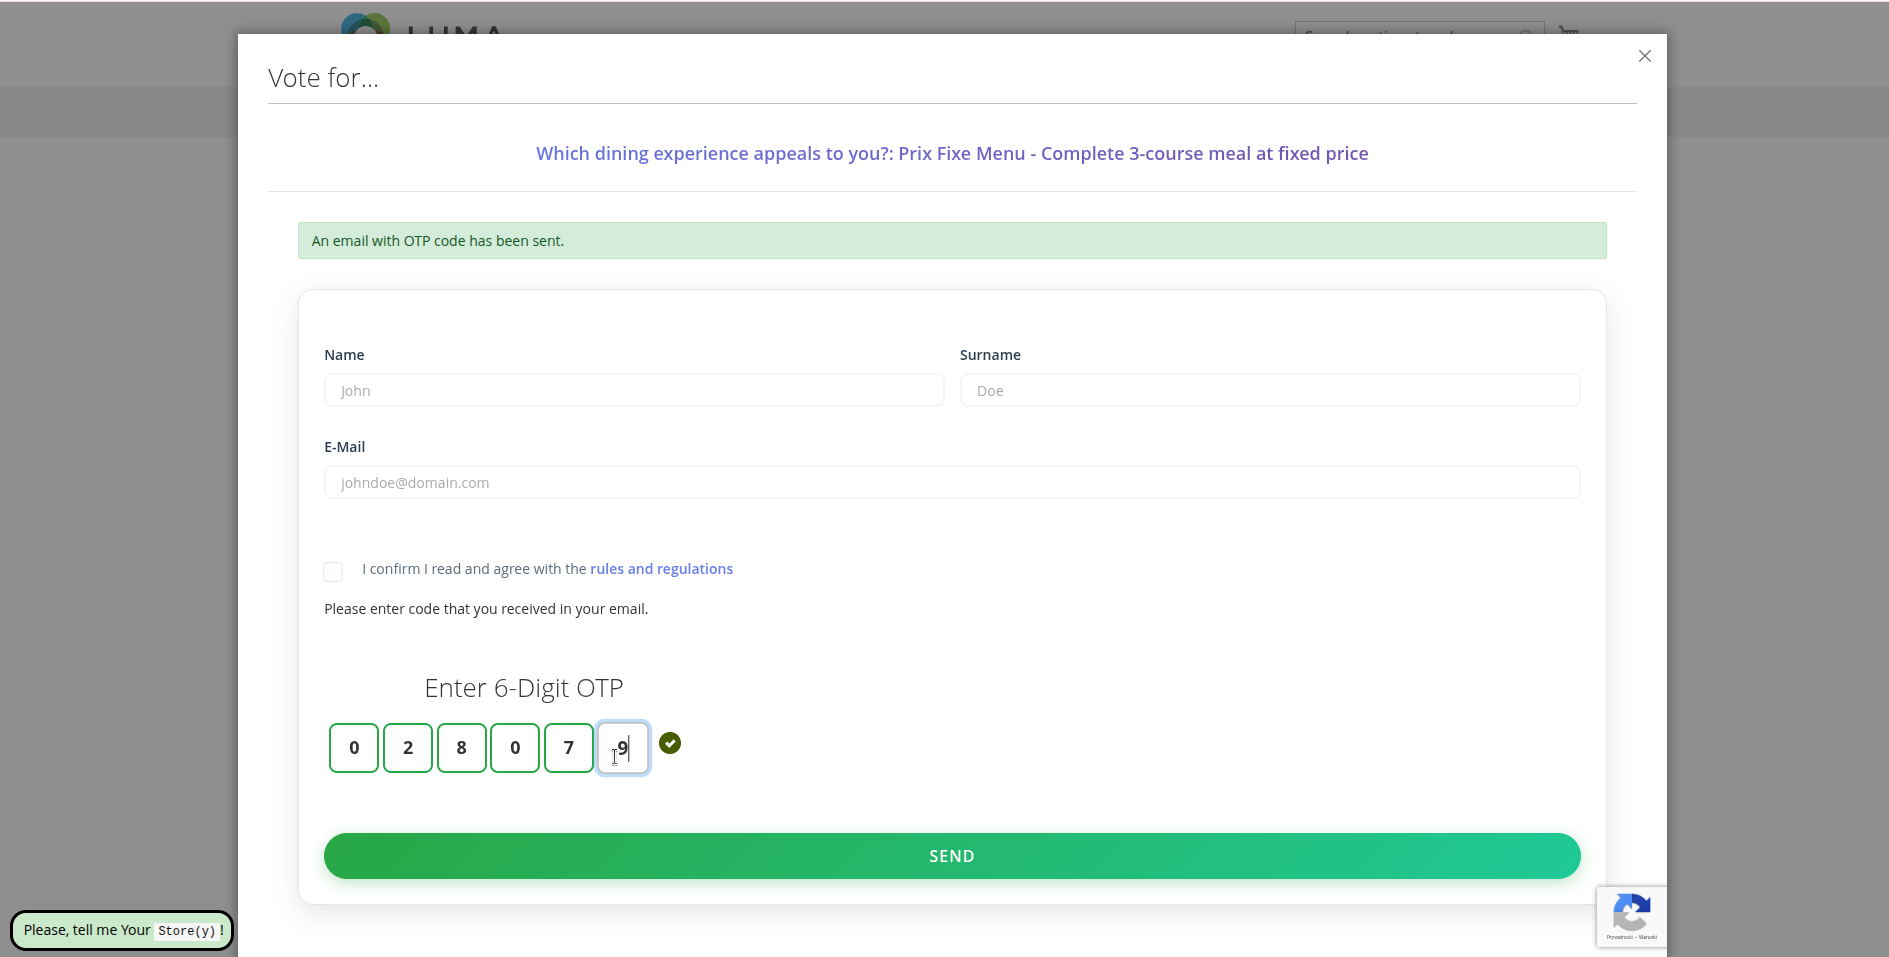 LUMA
Vote for...
Which dining experience appeals to you?: Prix Fixe Menu - Complete 3-course meal at fixed price
An email with OTP code has been sent.
Name
Surname
John
Doe
E-Mail
johndoe@domain.com
I confirm I read and agree with the rules and regulations
Please enter code that you received in your email.
Enter 6-Digit OTP
0 2 8 0 7 9
SEND
Please, tell me Your Store(y)!
Prywatność - Warunki